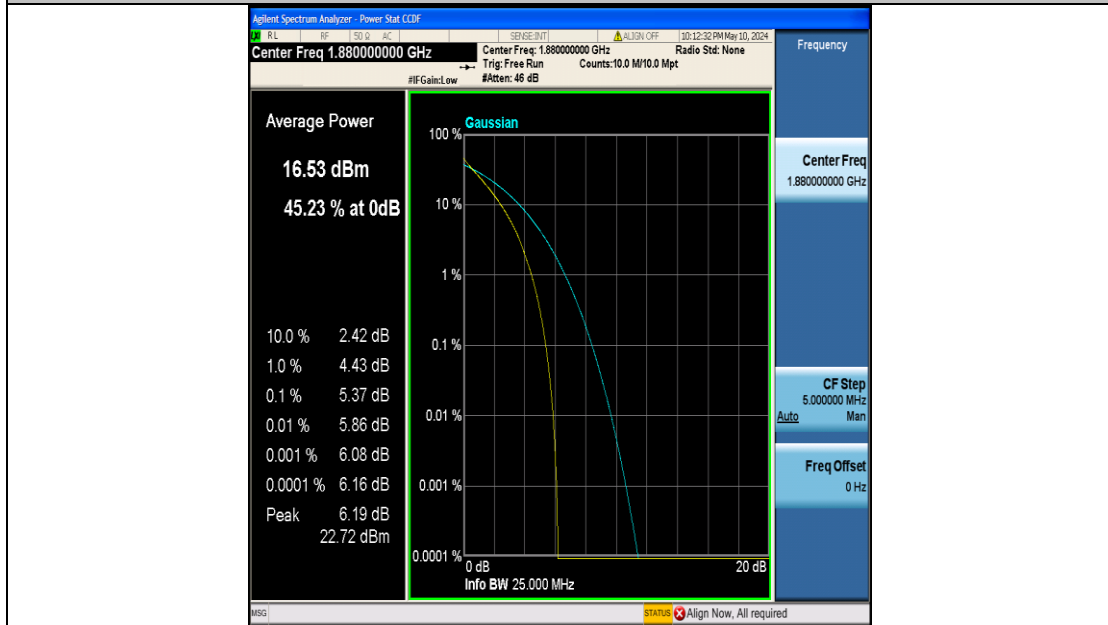 Agilent Spectrum Analyzer - Power Stat CCDF
RL RF 50 Ω AC SENSE:INT ALIGN OFF 10:12:32 PM May 10, 2024
Center Freq 1.880000000 GHz
Center Freq: 1.880000000 GHz Radio Std: None
Trig: Free Run Counts:10.0 M/10.0 Mpt
#IFGain:Low #Atten: 46 dB
Frequency
Average Power
16.53 dBm
45.23 % at 0dB
10.0 % 2.42 dB
1.0 % 4.43 dB
0.1 % 5.37 dB
0.01 % 5.86 dB
0.001 % 6.08 dB
0.0001 % 6.16 dB
Peak 6.19 dB
22.72 dBm
Gaussian
100 %
10 %
1 %
0.1 %
0.01 %
0.001 %
0.0001 %
0 dB 20 dB
Info BW 25.000 MHz
Center Freq
1.880000000 GHz
CF Step
5.000000 MHz
Auto Man
Freq Offset
0 Hz
MSG STATUS Align Now, All required